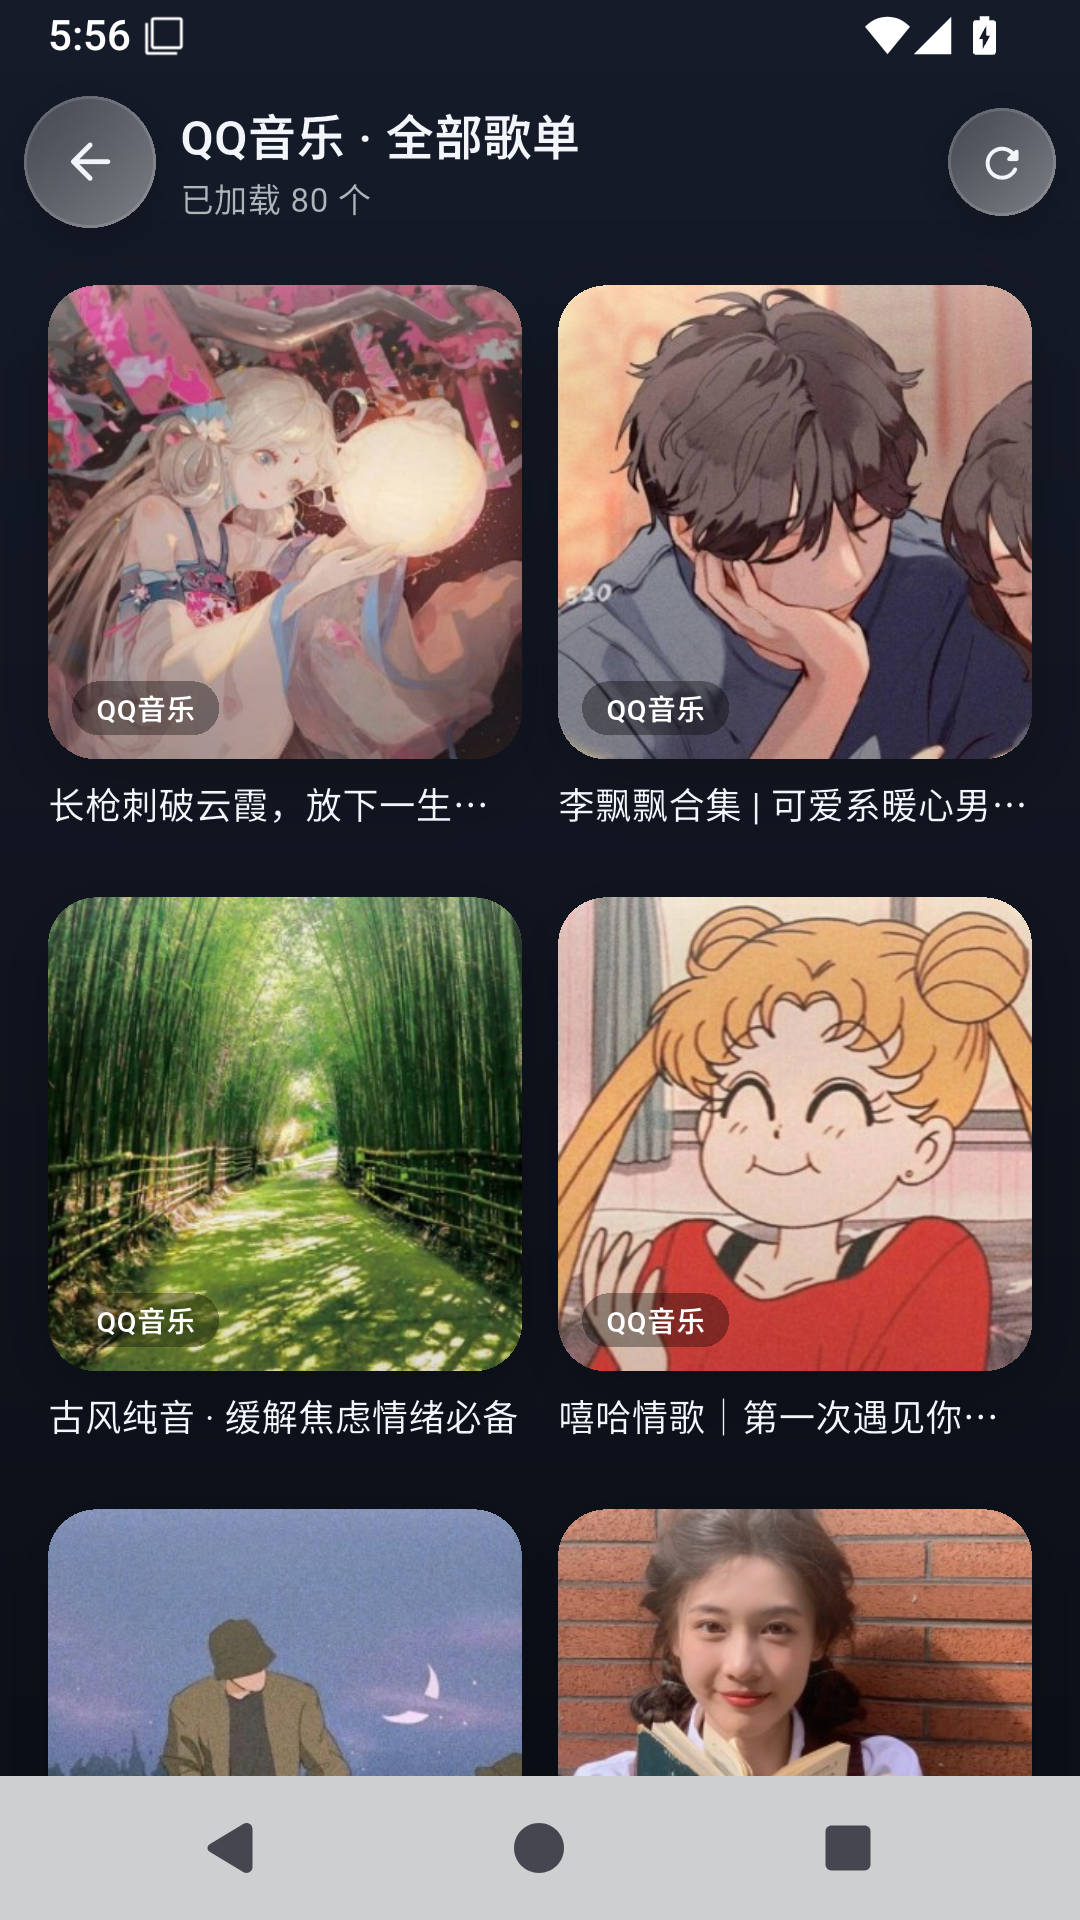 5:56
QQ音乐 · 全部歌单
已加载 80 个
520
QQ音乐
QQ音乐
长枪刺破云霞，放下一生…
李飘飘合集 | 可爱系暖心男…
QQ音乐
QQ音乐
古风纯音 · 缓解焦虑情绪必备
嘻哈情歌｜第一次遇见你…